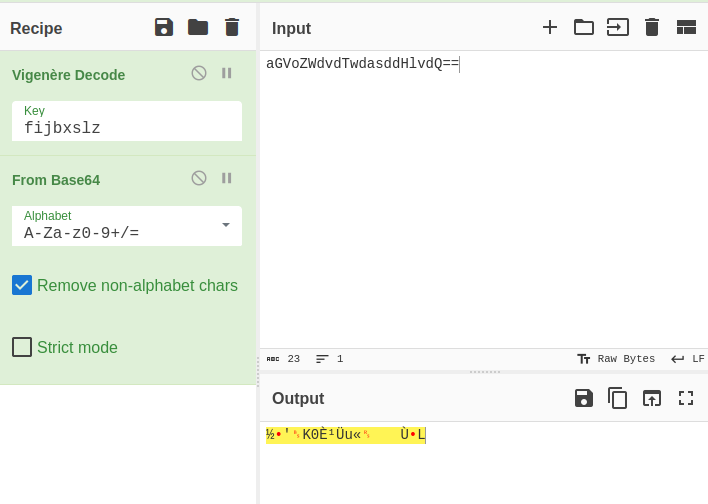 Recipe
Vigenère Decode
Key
fijbxslz
From Base64
Alphabet
A-Za-z0-9+/=
Remove non-alphabet chars
Strict mode
Input
aGVoZWdvdTwdasddHlvdQ==
ABC 23 1 Raw Bytes LF
Output
½•'␙K0È¹Üu«␙ Ù•L